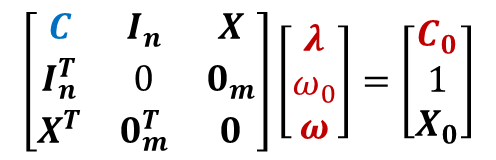 C I_n X λ C_0
I_n^T 0 0_m ω_0 = 1
X^T 0_m^T 0 ω X_0